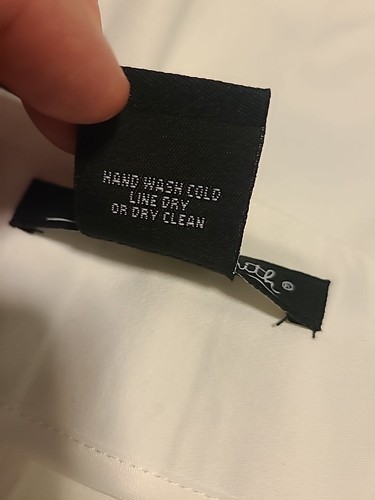 HAND WASH COLD
LINE DRY
OR DRY CLEAN
®